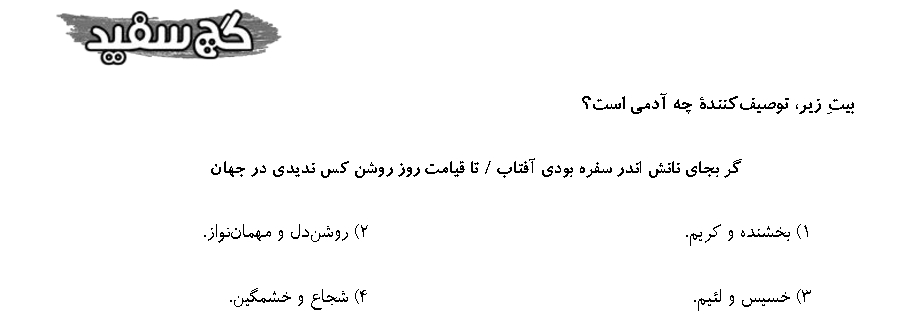 گچ سفید
بیتِ زیر، توصیف‌کنندهٔ چه آدمی است؟
گر بجای نانش اندر سفره بودی آفتاب / تا قیامت روز روشن کس ندیدی در جهان
۱) بخشنده و کریم. ۲) روشن‌دل و مهمان‌نواز.
۳) خسیس و لئیم. ۴) شجاع و خشمگین.